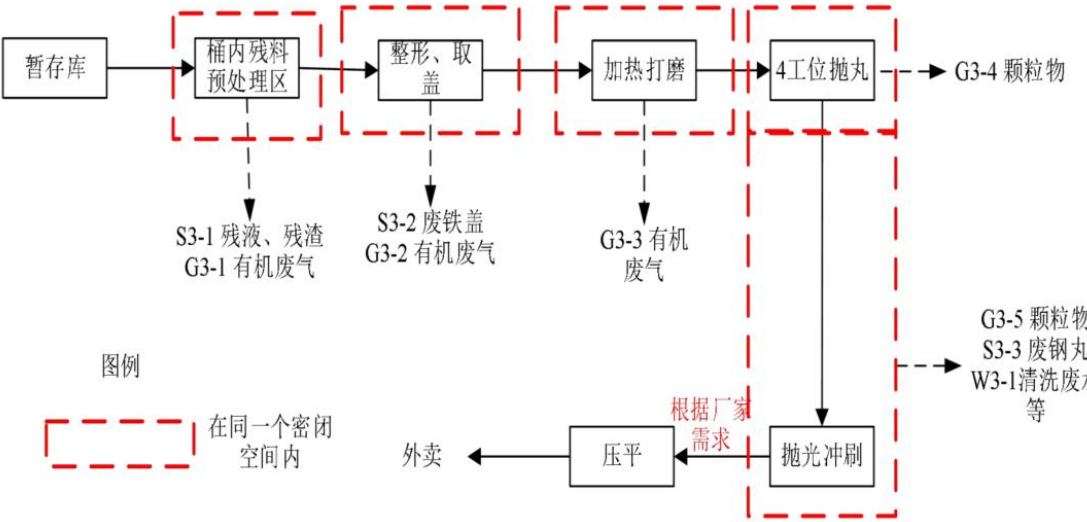 暂存库
桶内残料
预处理区
整形、取
盖
加热打磨
4工位抛丸
G3-4 颗粒物
S3-1 残液、残渣
G3-1 有机废气
S3-2 废铁盖
G3-2 有机废气
G3-3 有机
废气
G3-5 颗粒物
S3-3 废钢丸
W3-1清洗废水
等
图例
在同一个密闭
空间内
外卖
压平
根据厂家
需求
抛光冲刷